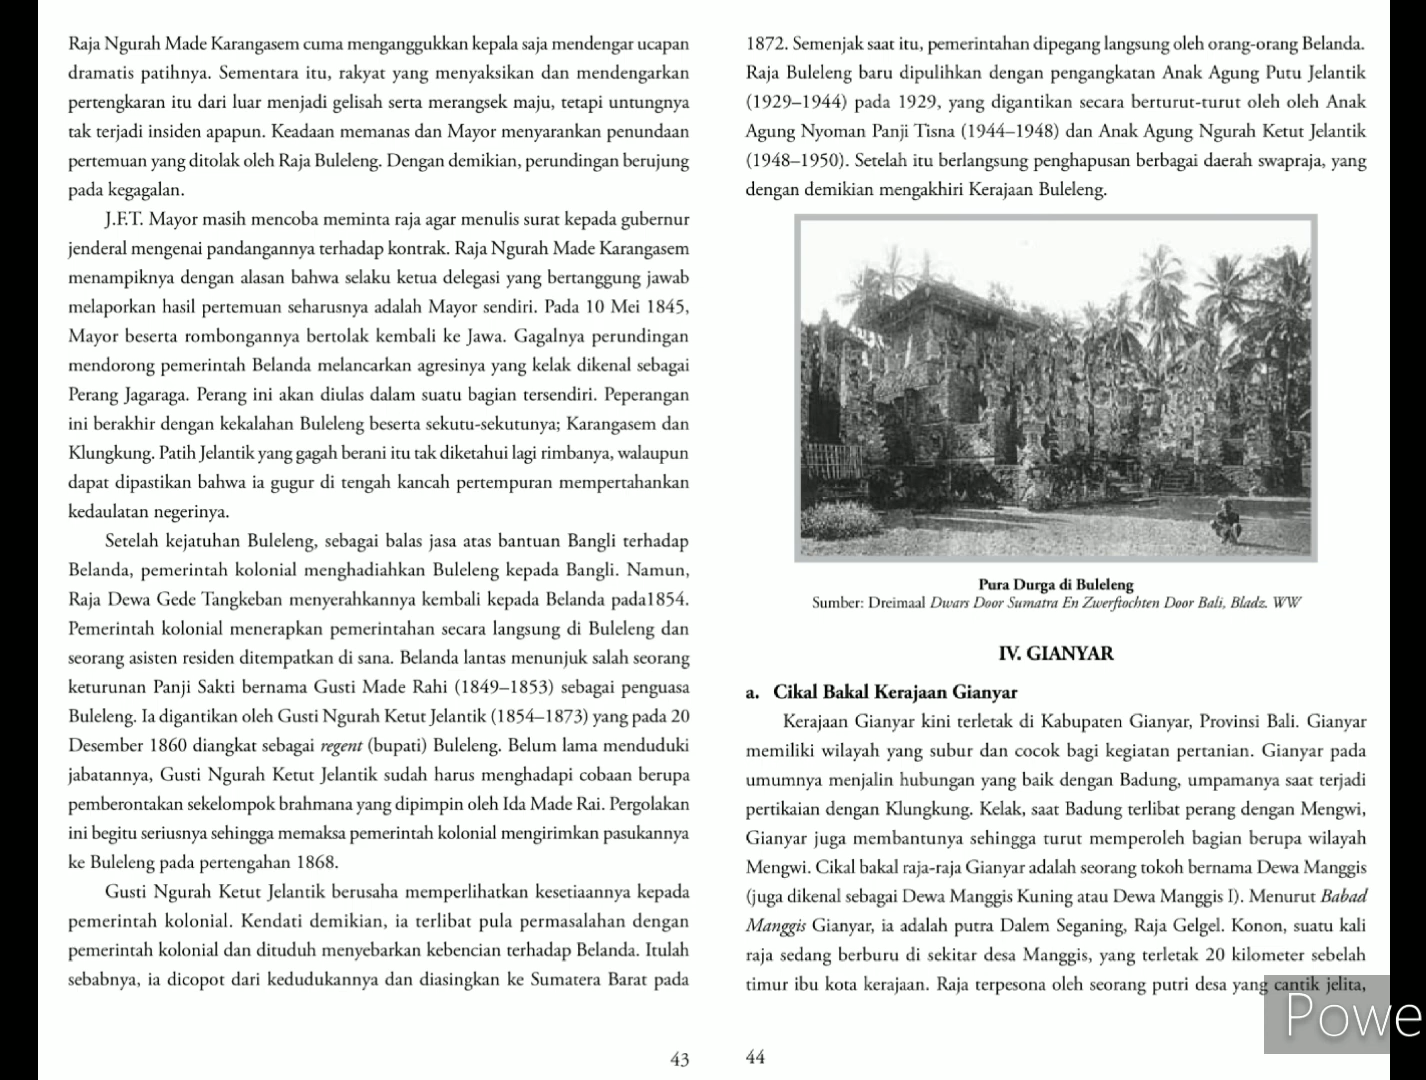 Raja Ngurah Made Karangasem cuma menganggukkan kepala saja mendengar ucapan
dramatis patihnya. Sementara itu, rakyat yang menyaksikan dan mendengarkan
pertengkaran itu dari luar menjadi gelisah serta merangsek maju, tetapi untungnya
tak terjadi insiden apapun. Keadaan memanas dan Mayor menyarankan penundaan
pertemuan yang ditolak oleh Raja Buleleng. Dengan demikian, perundingan berujung
pada kegagalan.
J.F.T. Mayor masih mencoba meminta raja agar menulis surat kepada gubernur
jenderal mengenai pandangannya terhadap kontrak. Raja Ngurah Made Karangasem
menampiknya dengan alasan bahwa selaku ketua delegasi yang bertanggung jawab
melaporkan hasil pertemuan seharusnya adalah Mayor sendiri. Pada 10 Mei 1845,
Mayor beserta rombongannya bertolak kembali ke Jawa. Gagalnya perundingan
mendorong pemerintah Belanda melancarkan agresinya yang kelak dikenal sebagai
Perang Jagaraga. Perang ini akan diulas dalam suatu bagian tersendiri. Peperangan
ini berakhir dengan kekalahan Buleleng beserta sekutu-sekutunya; Karangasem dan
Klungkung. Patih Jelantik yang gagah berani itu tak diketahui lagi rimbanya, walaupun
dapat dipastikan bahwa ia gugur di tengah kancah pertempuran mempertahankan
kedaulatan negerinya.
Setelah kejatuhan Buleleng, sebagai balas jasa atas bantuan Bangli terhadap
Belanda, pemerintah kolonial menghadiahkan Buleleng kepada Bangli. Namun,
Raja Dewa Gede Tangkeban menyerahkannya kembali kepada Belanda pada1854.
Pemerintah kolonial menerapkan pemerintahan secara langsung di Buleleng dan
seorang asisten residen ditempatkan di sana. Belanda lantas menunjuk salah seorang
keturunan Panji Sakti bernama Gusti Made Rahi (1849–1853) sebagai penguasa
Buleleng. Ia digantikan oleh Gusti Ngurah Ketut Jelantik (1854–1873) yang pada 20
Desember 1860 diangkat sebagai regent (bupati) Buleleng. Belum lama menduduki
jabatannya, Gusti Ngurah Ketut Jelantik sudah harus menghadapi cobaan berupa
pemberontakan sekelompok brahmana yang dipimpin oleh Ida Made Rai. Pergolakan
ini begitu seriusnya sehingga memaksa pemerintah kolonial mengirimkan pasukannya
ke Buleleng pada pertengahan 1868.
Gusti Ngurah Ketut Jelantik berusaha memperlihatkan kesetiaannya kepada
pemerintah kolonial. Kendati demikian, ia terlibat pula permasalahan dengan
pemerintah kolonial dan dituduh menyebarkan kebencian terhadap Belanda. Itulah
sebabnya, ia dicopot dari kedudukannya dan diasingkan ke Sumatera Barat pada
43
1872. Semenjak saat itu, pemerintahan dipegang langsung oleh orang-orang Belanda.
Raja Buleleng baru dipulihkan dengan pengangkatan Anak Agung Putu Jelantik
(1929–1944) pada 1929, yang digantikan secara berturut-turut oleh oleh Anak
Agung Nyoman Panji Tisna (1944–1948) dan Anak Agung Ngurah Ketut Jelantik
(1948–1950). Setelah itu berlangsung penghapusan berbagai daerah swapraja, yang
dengan demikian mengakhiri Kerajaan Buleleng.
Pura Durga di Buleleng
Sumber: Dreimaal Dwars Door Sumatra En Zwerftochten Door Bali, Bladz. WW
IV. GIANYAR
a. Cikal Bakal Kerajaan Gianyar
Kerajaan Gianyar kini terletak di Kabupaten Gianyar, Provinsi Bali. Gianyar
memiliki wilayah yang subur dan cocok bagi kegiatan pertanian. Gianyar pada
umumnya menjalin hubungan yang baik dengan Badung, umpamanya saat terjadi
pertikaian dengan Klungkung. Kelak, saat Badung terlibat perang dengan Mengwi,
Gianyar juga membantunya sehingga turut memperoleh bagian berupa wilayah
Mengwi. Cikal bakal raja-raja Gianyar adalah seorang tokoh bernama Dewa Manggis
(juga dikenal sebagai Dewa Manggis Kuning atau Dewa Manggis I). Menurut Babad
Manggis Gianyar, ia adalah putra Dalem Seganing, Raja Gelgel. Konon, suatu kali
raja sedang berburu di sekitar desa Manggis, yang terletak 20 kilometer sebelah
timur ibu kota kerajaan. Raja terpesona oleh seorang putri desa yang cantik jelita,
44
Powe